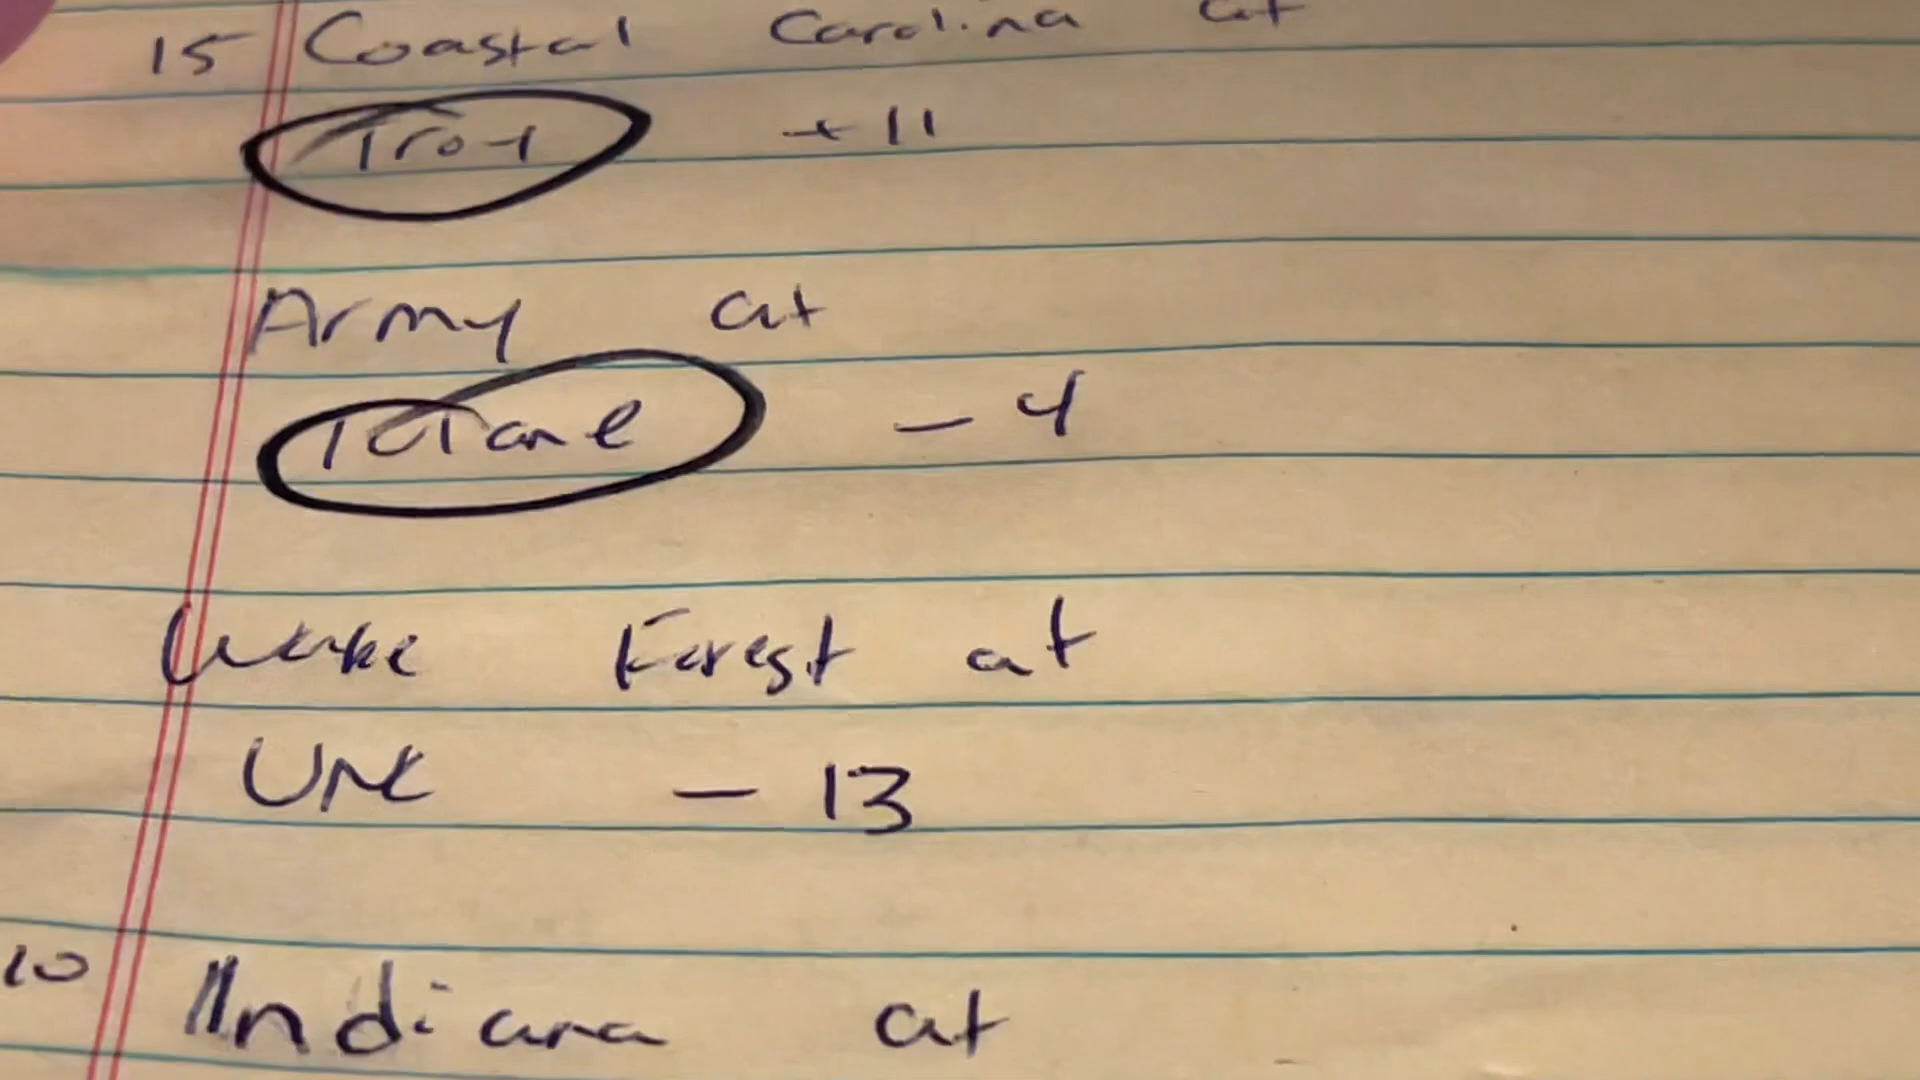 15 Coastal Carolina at
Troy +11
Army at
Tulane -4
Wake Forest at
UNC -13
10 Indiana at